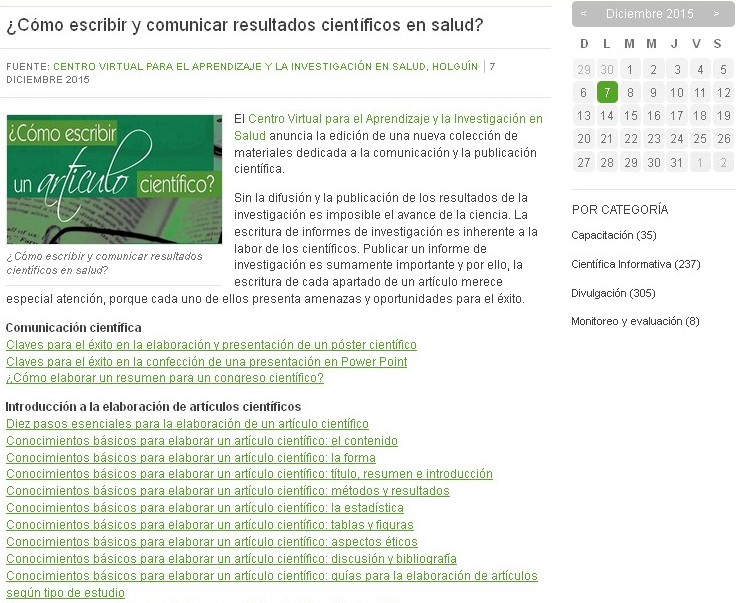 ¿Cómo escribir y comunicar resultados científicos en salud?
FUENTE: CENTRO VIRTUAL PARA EL APRENDIZAJE Y LA INVESTIGACIÓN EN SALUD, HOLGUÍN | 7
DICIEMBRE 2015
¿Cómo escribir
un artículo
científico?
¿Cómo escribir y comunicar resultados
científicos en salud?
El Centro Virtual para el Aprendizaje y la Investigación en
Salud anuncia la edición de una nueva colección de
materiales dedicada a la comunicación y la publicación
científica.
Sin la difusión y la publicación de los resultados de la
investigación es imposible el avance de la ciencia. La
escritura de informes de investigación es inherente a la
labor de los científicos. Publicar un informe de
investigación es sumamente importante y por ello, la
escritura de cada apartado de un artículo merece
especial atención, porque cada uno de ellos presenta amenazas y oportunidades para el éxito.
Comunicación científica
Claves para el éxito en la elaboración y presentación de un póster científico
Claves para el éxito en la confección de una presentación en Power Point
¿Cómo elaborar un resumen para un congreso científico?
Introducción a la elaboración de artículos científicos
Diez pasos esenciales para la elaboración de un artículo científico
Conocimientos básicos para elaborar un artículo científico: el contenido
Conocimientos básicos para elaborar un artículo científico: la forma
Conocimientos básicos para elaborar un artículo científico: título, resumen e introducción
Conocimientos básicos para elaborar un artículo científico: métodos y resultados
Conocimientos básicos para elaborar un artículo científico: la estadística
Conocimientos básicos para elaborar un artículo científico: tablas y figuras
Conocimientos básicos para elaborar un artículo científico: aspectos éticos
Conocimientos básicos para elaborar un artículo científico: discusión y bibliografía
Conocimientos básicos para elaborar un artículo científico: guías para la elaboración de artículos
según tipo de estudio
< Diciembre 2015 >
D L M M J V S
29 30 1 2 3 4 5
6 7 8 9 10 11 12
13 14 15 16 17 18 19
20 21 22 23 24 25 26
27 28 29 30 31 1 2
POR CATEGORÍA
Capacitación (35)
Científica Informativa (237)
Divulgación (305)
Monitoreo y evaluación (8)